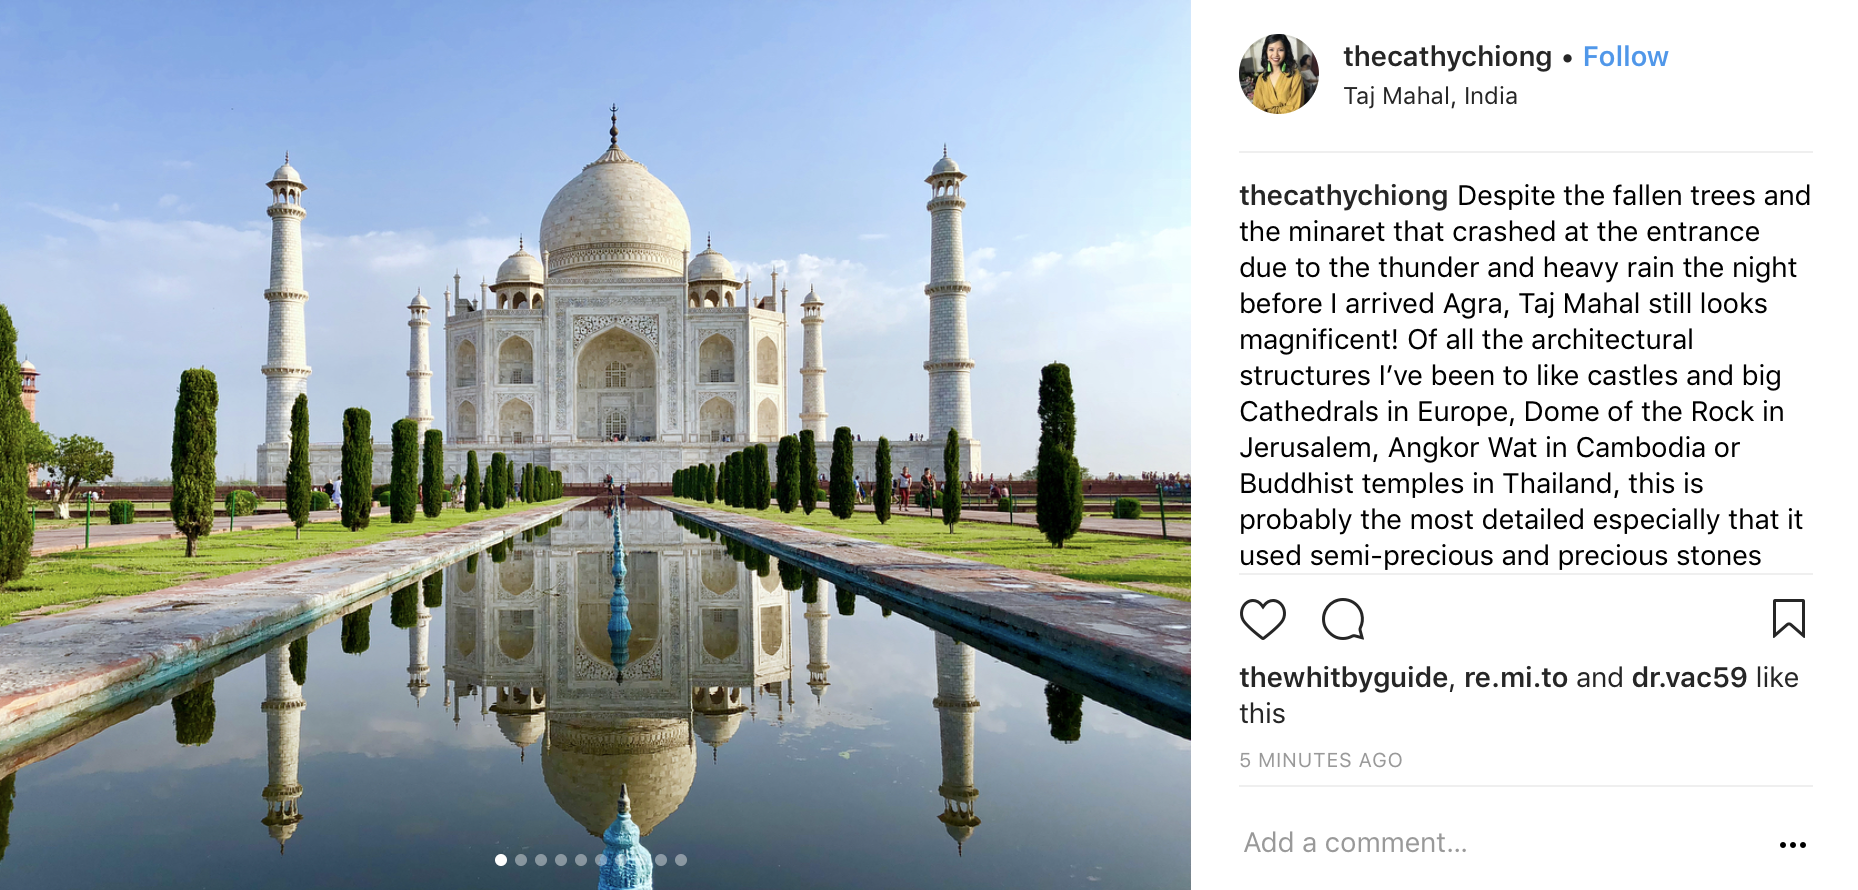 thecathychiong • Follow
Taj Mahal, India
thecathychiong Despite the fallen trees and
the minaret that crashed at the entrance
due to the thunder and heavy rain the night
before I arrived Agra, Taj Mahal still looks
magnificent! Of all the architectural
structures I’ve been to like castles and big
Cathedrals in Europe, Dome of the Rock in
Jerusalem, Angkor Wat in Cambodia or
Buddhist temples in Thailand, this is
probably the most detailed especially that it
used semi-precious and precious stones
thewhitbyguide, re.mi.to and dr.vac59 like
this
5 MINUTES AGO
Add a comment...